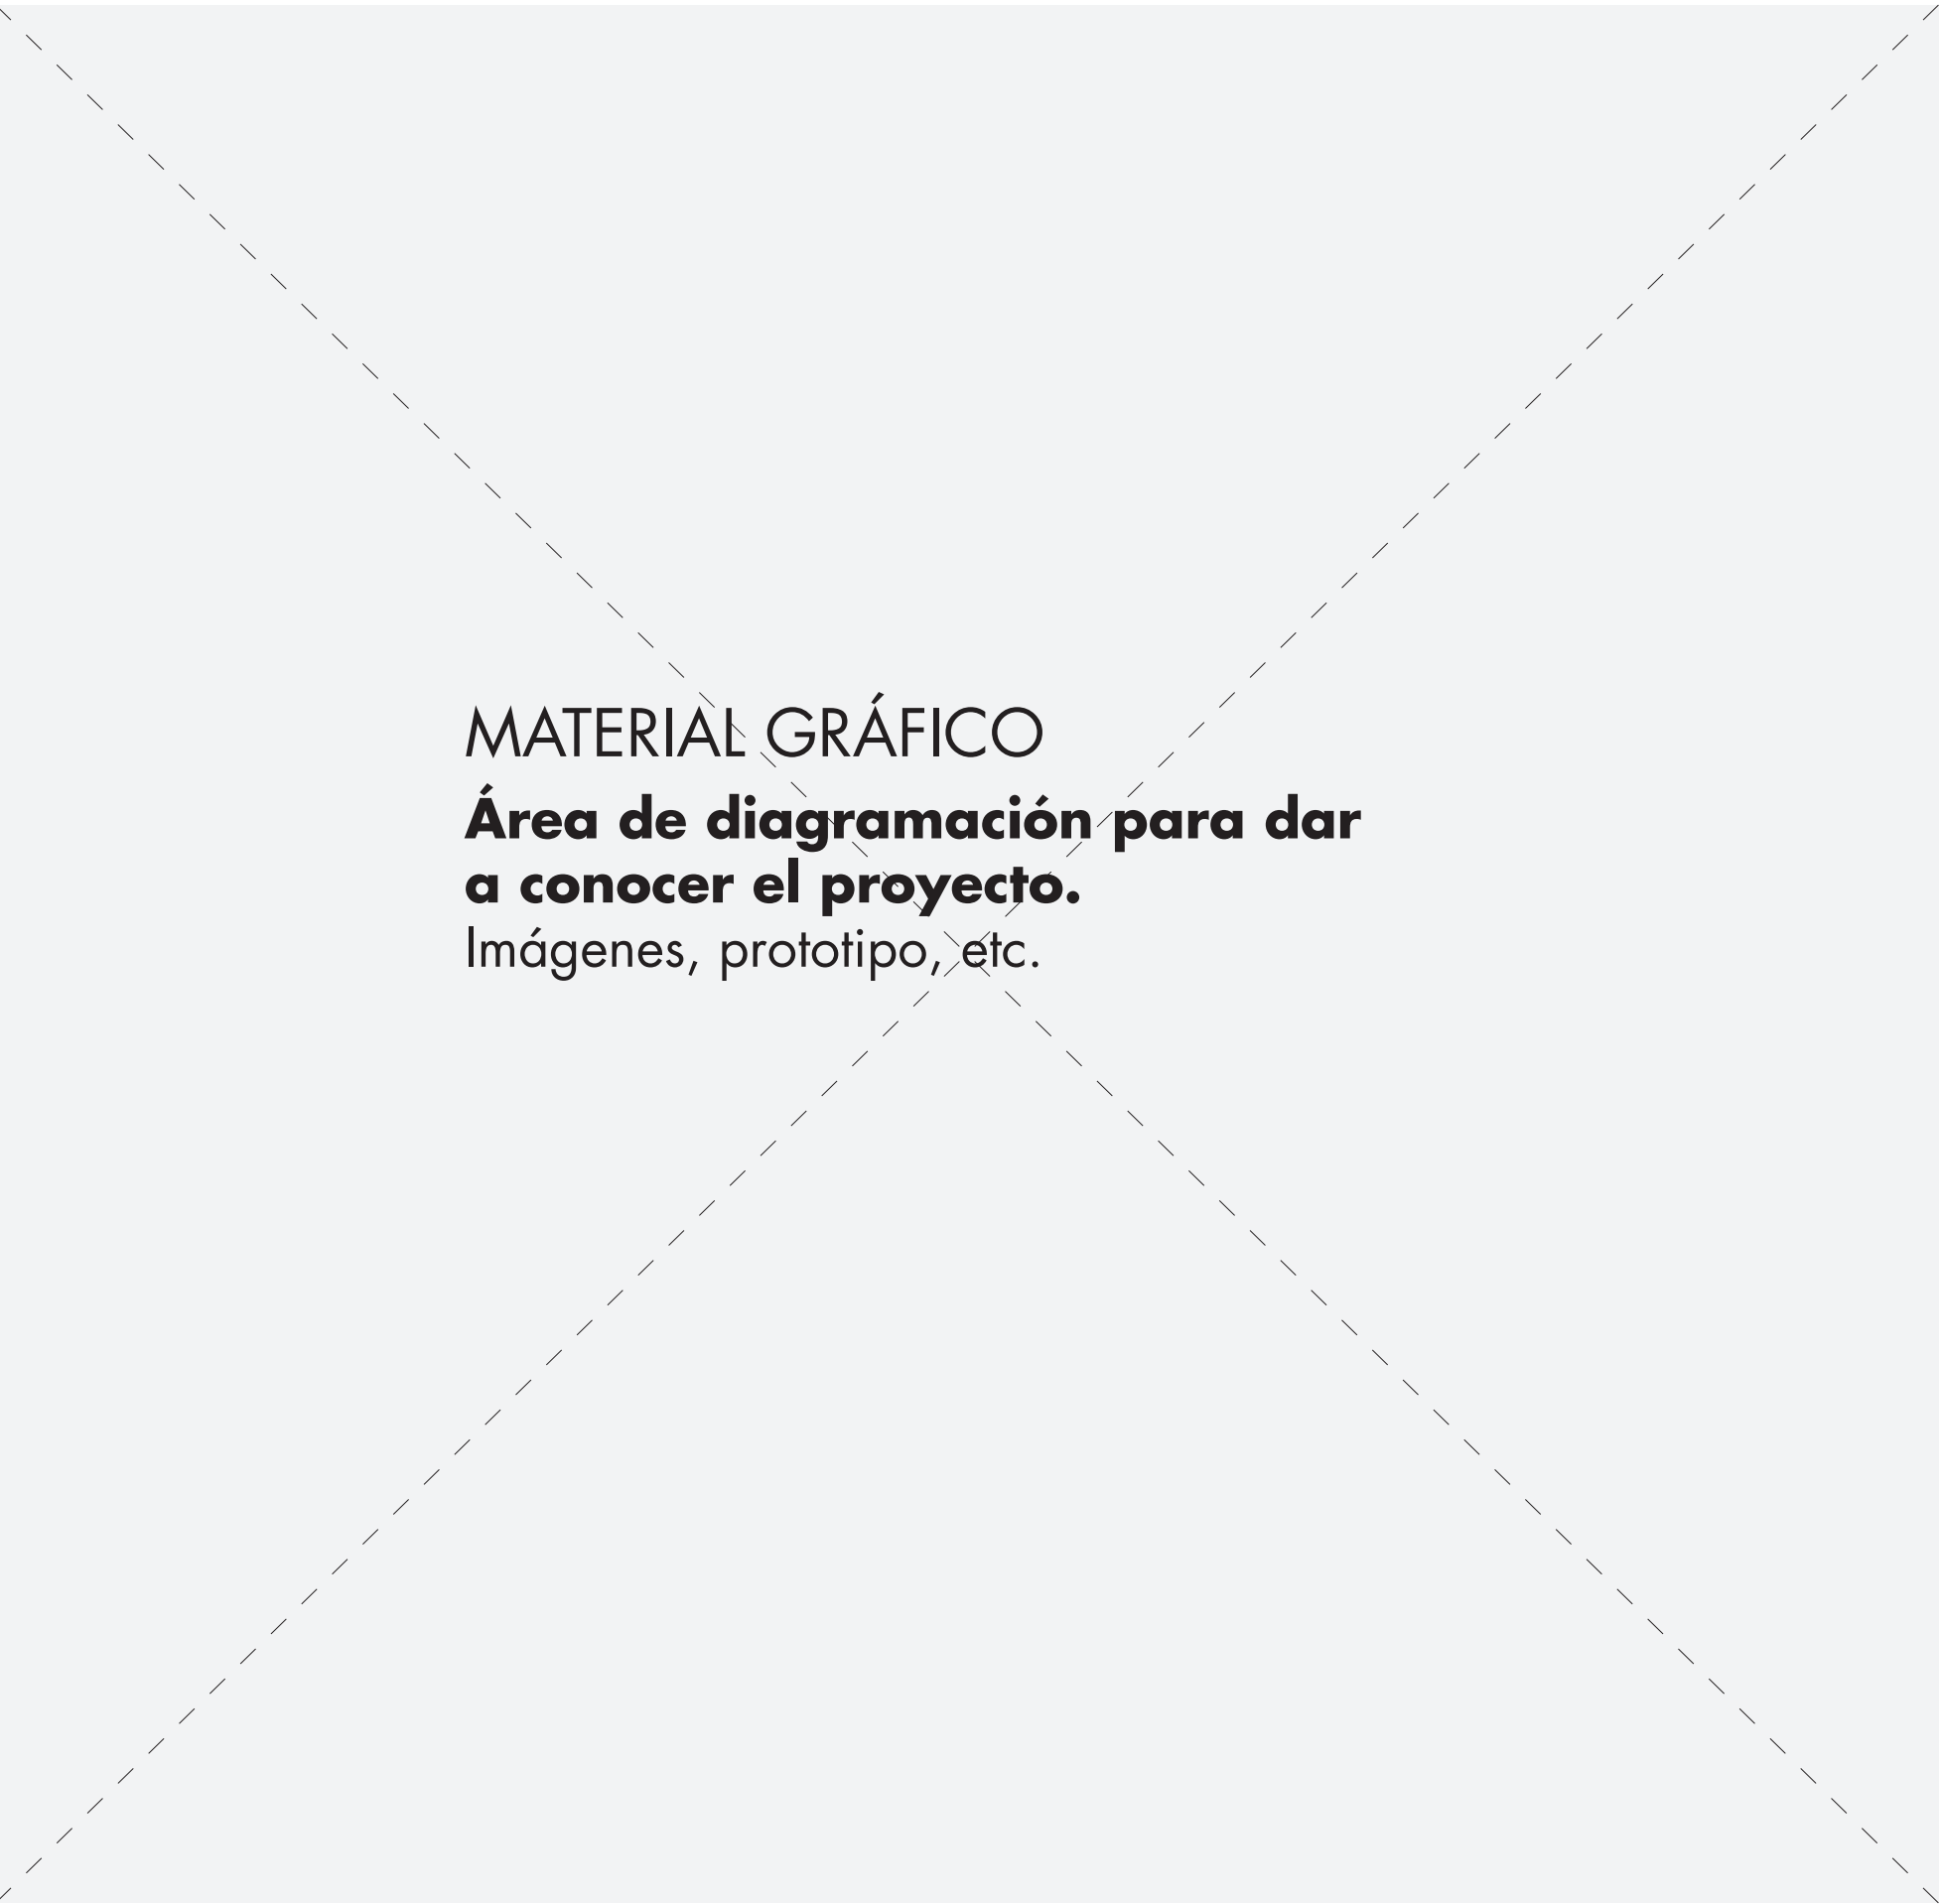 MATERIAL GRÁFICO
Área de diagramación para dar
a conocer el proyecto.
Imágenes, prototipo, etc.